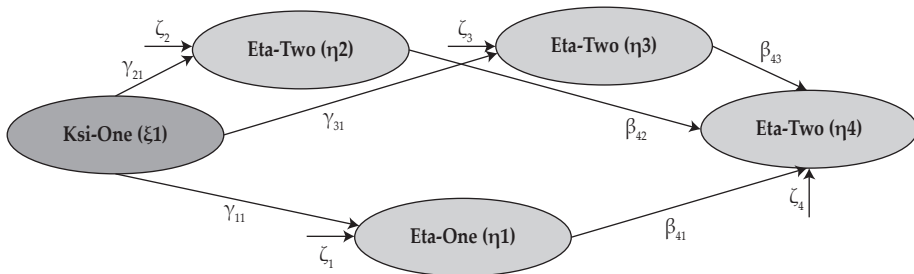 ζ₂
Eta-Two (η2)
ζ₃
Eta-Two (η3)
β₄₃
γ₂₁
Ksi-One (ξ1)
γ₃₁
β₄₂
Eta-Two (η4)
γ₁₁
ζ₁
Eta-One (η1)
β₄₁
ζ₄